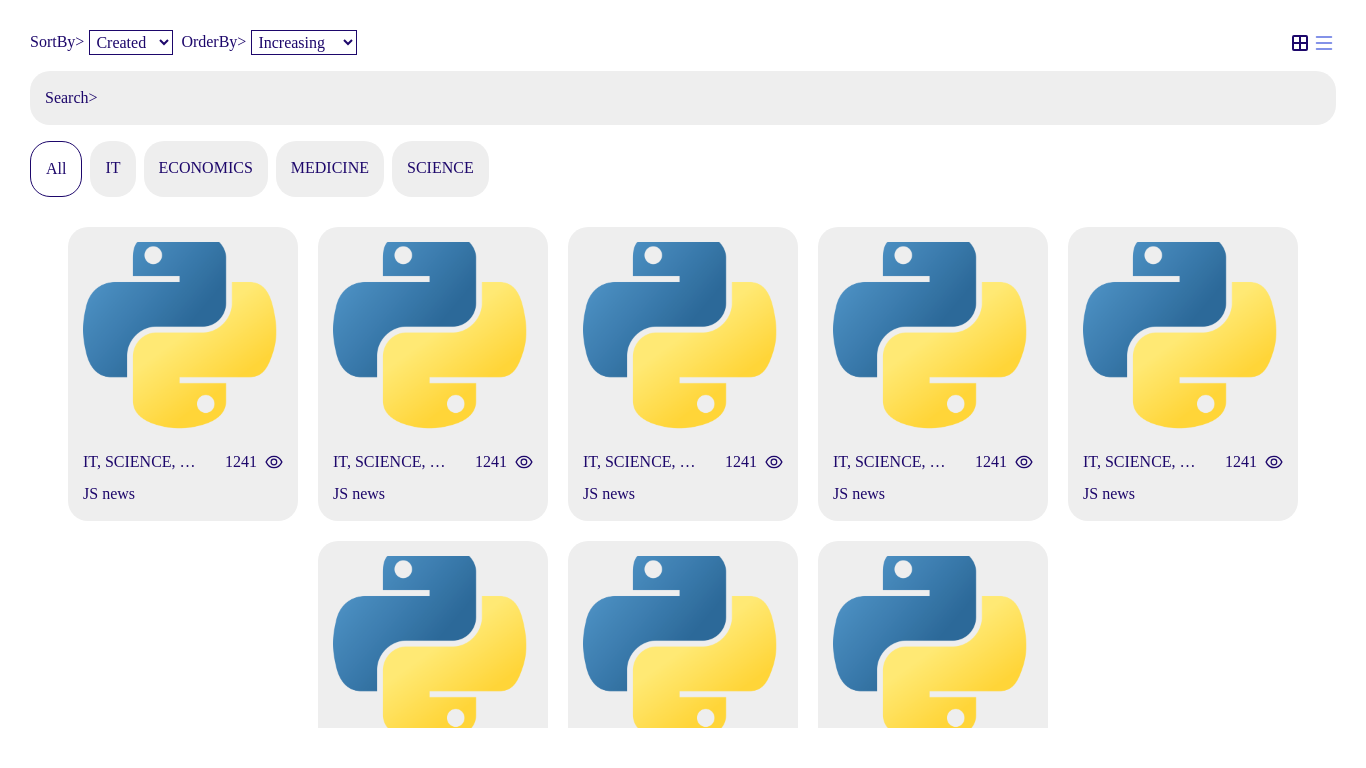 SortBy> Created OrderBy> Increasing
Search>
All IT ECONOMICS MEDICINE SCIENCE
IT, SCIENCE, … 1241 IT, SCIENCE, … 1241 IT, SCIENCE, … 1241 IT, SCIENCE, … 1241 IT, SCIENCE, … 1241
JS news JS news JS news JS news JS news